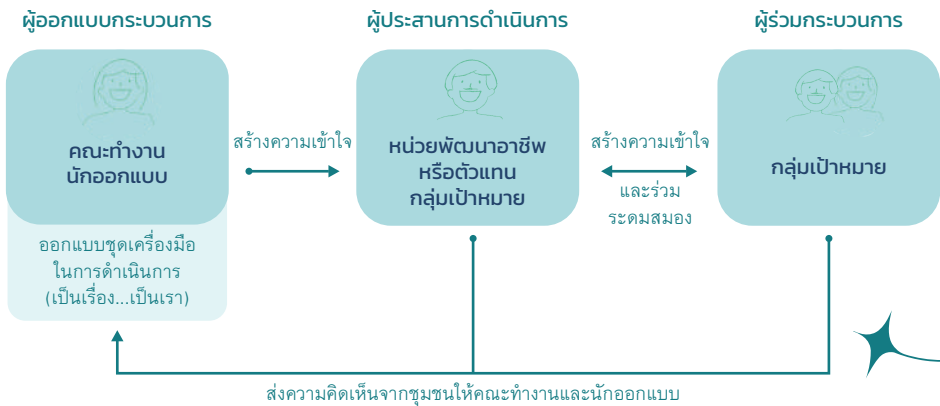 ผู้ออกแบบกระบวนการ
ผู้ประสานการดำเนินการ
ผู้ร่วมกระบวนการ
คณะทำงาน
นักออกแบบ
สร้างความเข้าใจ
หน่วยพัฒนาอาชีพ
หรือตัวแทน
กลุ่มเป้าหมาย
สร้างความเข้าใจ
และร่วม
ระดมสมอง
กลุ่มเป้าหมาย
ออกแบบชุดเครื่องมือ
ในการดำเนินการ
(เป็นเรื่อง...เป็นเรา)
ส่งความคิดเห็นจากชุมชนให้คณะทำงานและนักออกแบบ